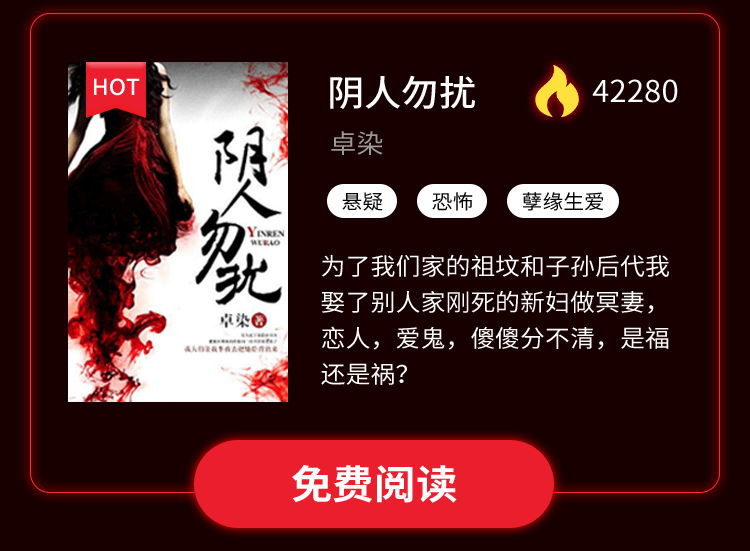 HOT
阴人勿扰
42280
卓染
悬疑
恐怖
孽缘生爱
为了我们家的祖坟和子孙后代我
娶了别人家刚死的新妇做冥妻，
恋人，爱鬼，傻傻分不清，是福
还是祸？
阴人勿扰
YINREN
WURAO
卓染 著
免费阅读